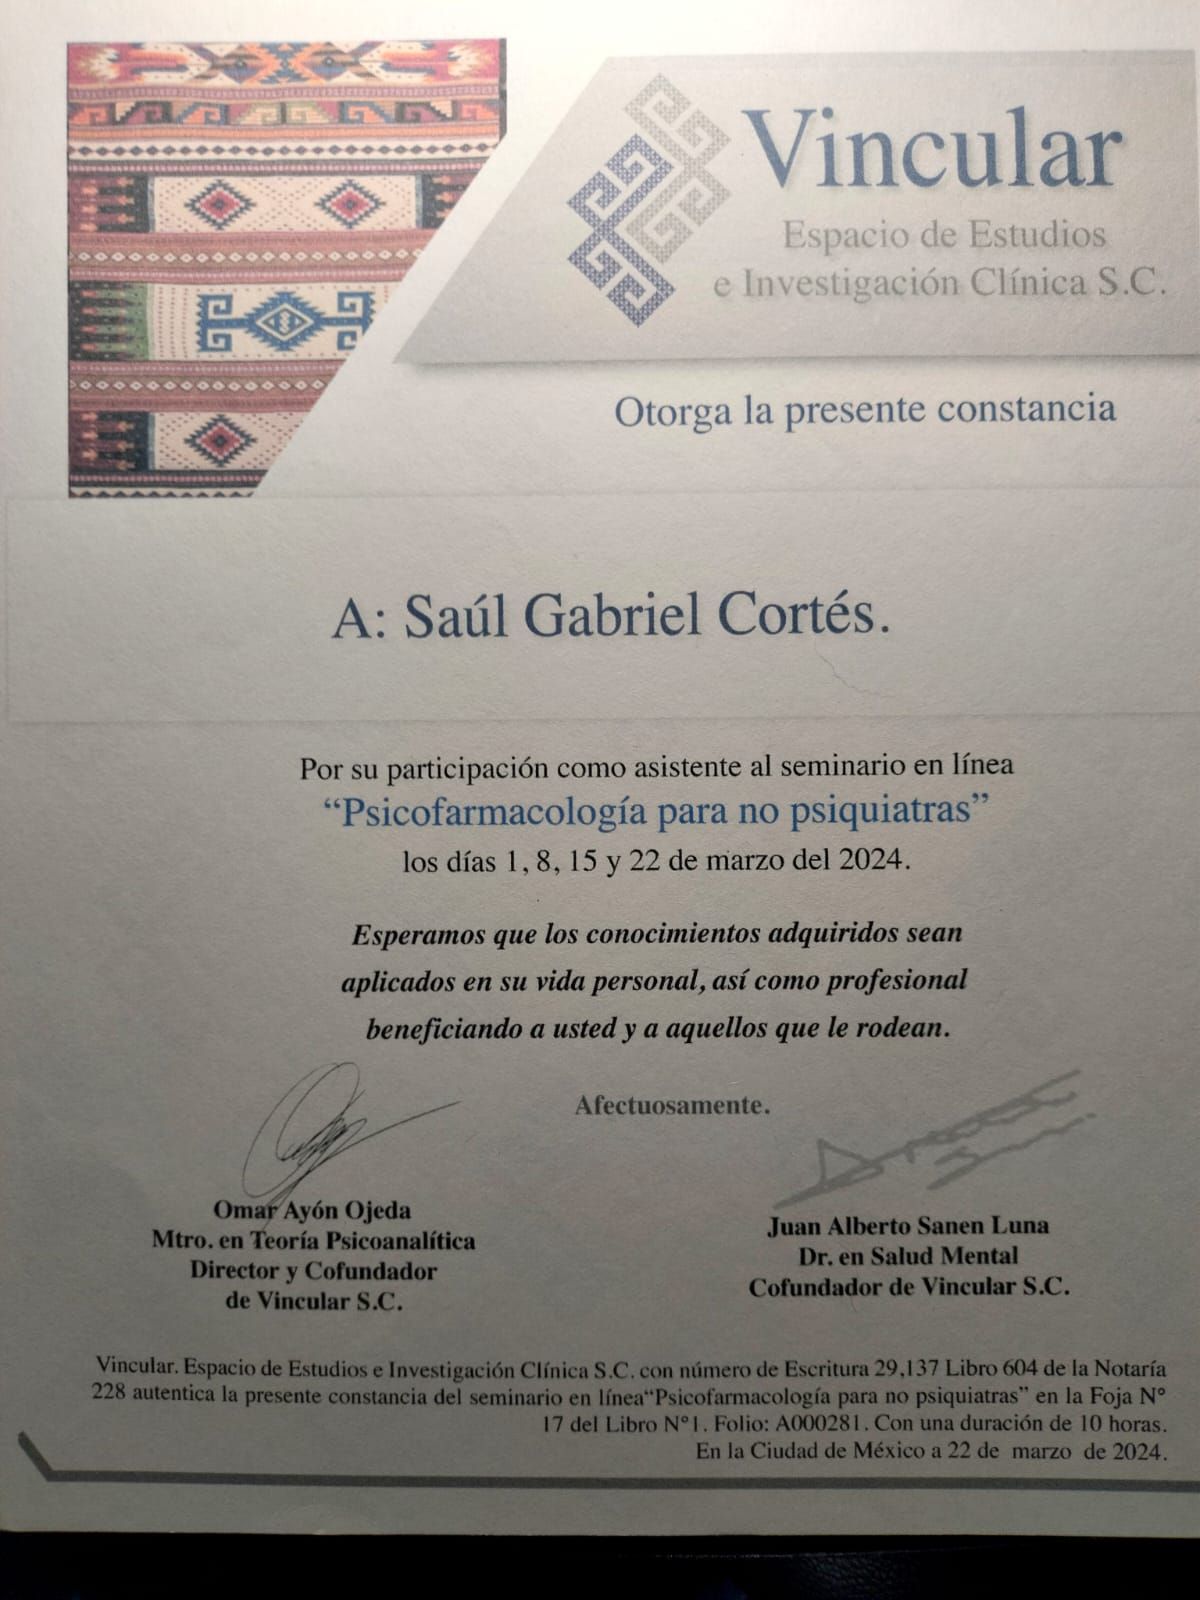 Vincular
Espacio de Estudios
e Investigación Clínica S.C.
Otorga la presente constancia
A: Saúl Gabriel Cortés.
Por su participación como asistente al seminario en línea
“Psicofarmacología para no psiquiatras”
los días 1, 8, 15 y 22 de marzo del 2024.
Esperamos que los conocimientos adquiridos sean
aplicados en su vida personal, así como profesional
beneficiando a usted y a aquellos que le rodean.
Afectuosamente.
Omar Ayón Ojeda
Mtro. en Teoría Psicoanalítica
Director y Cofundador
de Vincular S.C.
Juan Alberto Sanen Luna
Dr. en Salud Mental
Cofundador de Vincular S.C.
Vincular. Espacio de Estudios e Investigación Clínica S.C. con número de Escritura 29,137 Libro 604 de la Notaría
228 autentica la presente constancia del seminario en línea“Psicofarmacología para no psiquiatras” en la Foja N°
17 del Libro N°1. Folio: A000281. Con una duración de 10 horas.
En la Ciudad de México a 22 de marzo de 2024.